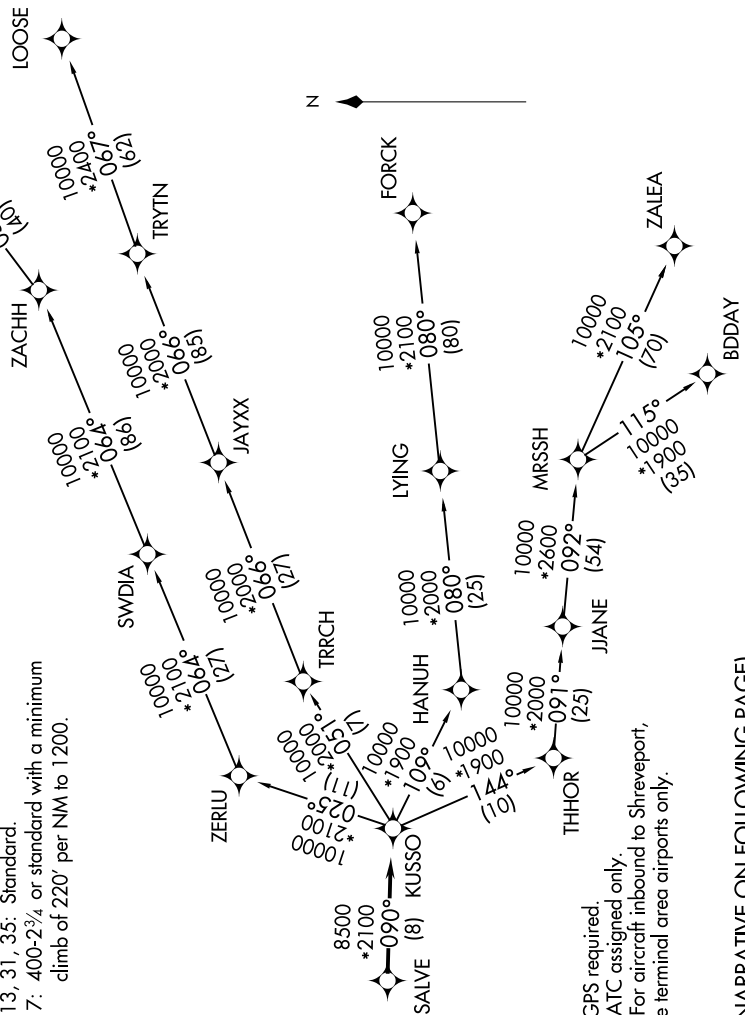 13, 31, 35: Standard.
7: 400-2¾ or standard with a minimum
climb of 220' per NM to 1200.
LOOSE
10000
*2400
067°
(62)
TRYTN
(40)
ZACHH
10000
*2000
066°
(85)
JAYXX
10000
*2100
064°
(86)
SWDIA
10000
*2000
066°
(27)
TRRCH
10000
*2100
064°
(27)
ZERLU
10000
*2000
051°
(7)
10000
*2100
025°
(11)
N
FORCK
10000
*2100
080°
(80)
LYING
10000
*2000
080°
(25)
HANUH
10000
*1900
109°
(6)
KUSSO
8500
*2100
090°
(8)
SALVE
10000
*1900
144°
(10)
THHOR
10000
*2000
091°
(25)
JJANE
10000
*2600
092°
(54)
MRSSH
10000
*2100
105°
(70)
ZALEA
115°
10000
*1900
(35)
BDDAY
GPS required.
ATC assigned only.
For aircraft inbound to Shreveport,
e terminal area airports only.
NARRATIVE ON FOLLOWING PAGE)